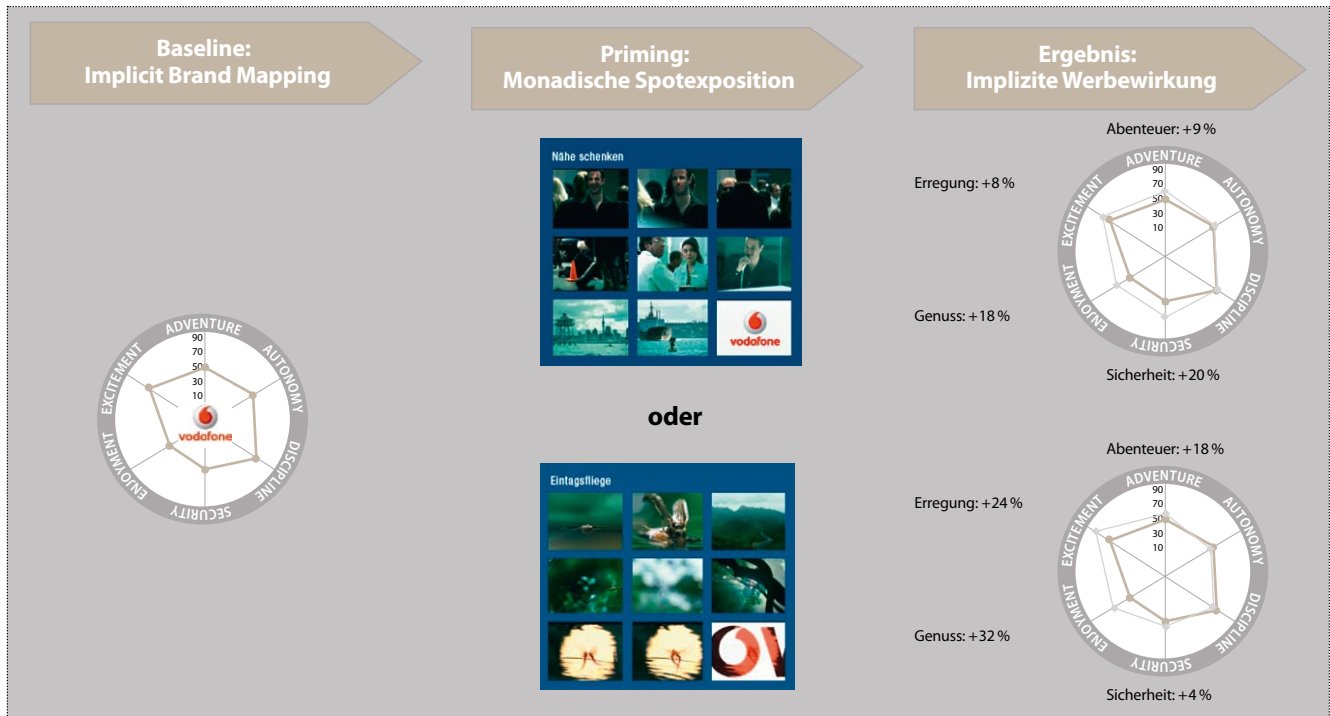 Baseline:
Implicit Brand Mapping
Priming:
Monadische Spotexposition
Ergebnis:
Implizite Werbewirkung
ADVENTURE
AUTONOMY
DISCIPLINE
SECURITY
ENJOYMENT
EXCITEMENT
90
70
50
30
10
vodafone
Nähe schenken
vodafone
oder
Eintagsfliege
Abenteuer: +9 %
Erregung: +8 %
Genuss: +18 %
Sicherheit: +20 %
ADVENTURE
AUTONOMY
DISCIPLINE
SECURITY
ENJOYMENT
EXCITEMENT
90
70
50
30
10
Abenteuer: +18 %
Erregung: +24 %
Genuss: +32 %
Sicherheit: +4 %
ADVENTURE
AUTONOMY
DISCIPLINE
SECURITY
ENJOYMENT
EXCITEMENT
90
70
50
30
10